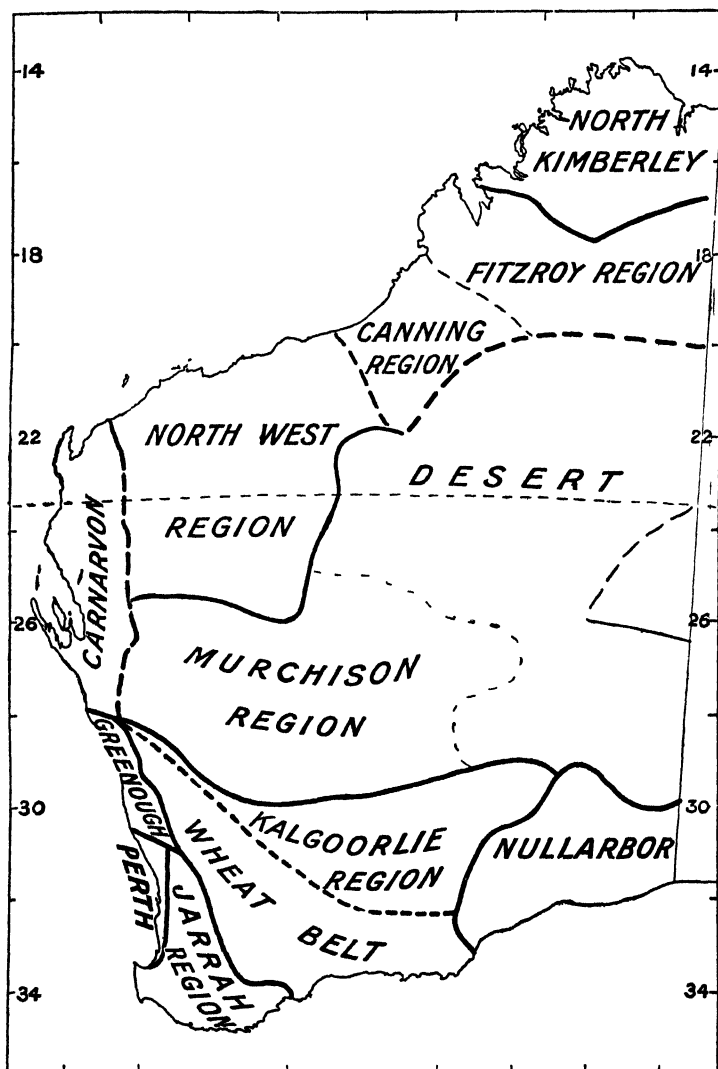 14
14
NORTH
KIMBERLEY
18
18
FITZROY REGION
CANNING
REGION
22
22
NORTH WEST
DESERT
REGION
CARNARVON
26
26
MURCHISON
REGION
GREENOUGH
30
30
KALGOORLIE
REGION
NULLARBOR
WHEAT
BELT
PERTH
JARRAH
REGION
34
34